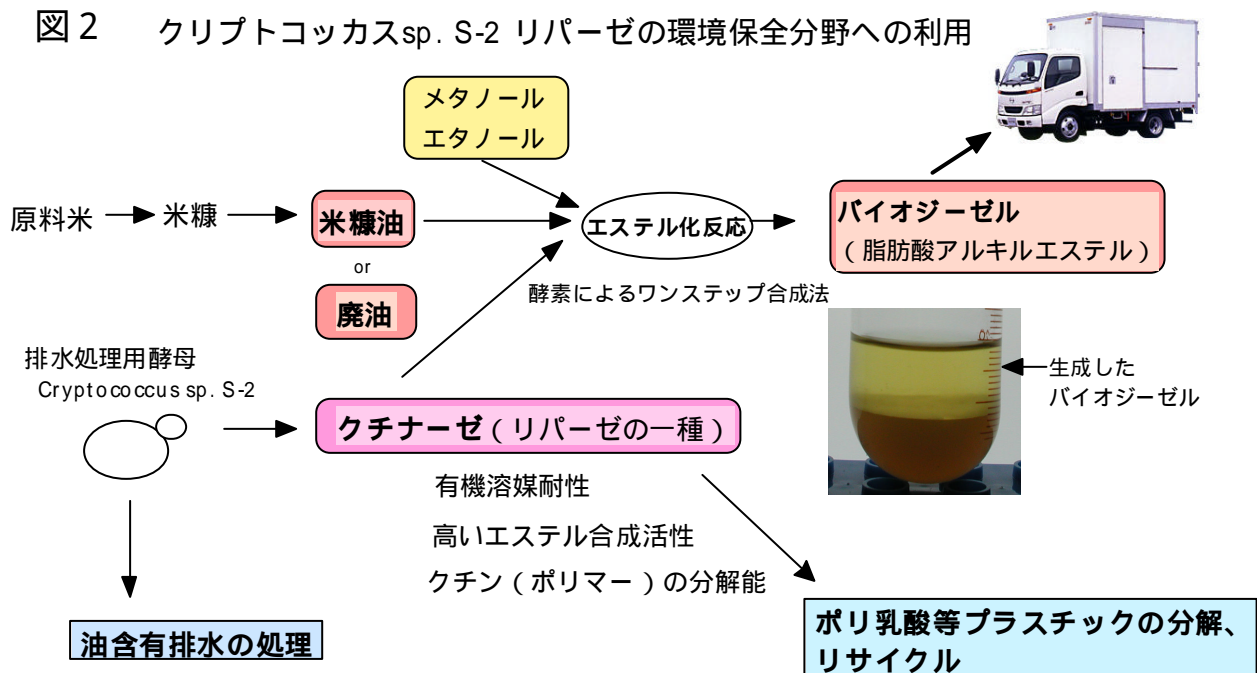 図2 クリプトコッカスsp. S-2 リパーゼの環境保全分野への利用
メタノール
エタノール
原料米
米糠
米糠油
or
廃油
エステル化反応
酵素によるワンステップ合成法
バイオジーゼル
(脂肪酸アルキルエステル)
生成した
バイオジーゼル
排水処理用酵母
Cryptococcus sp. S-2
クチナーゼ(リパーゼの一種)
有機溶媒耐性
高いエステル合成活性
クチン(ポリマー)の分解能
油含有排水の処理
ポリ乳酸等プラスチックの分解、
リサイクル